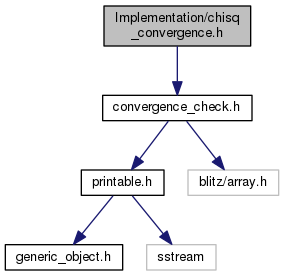 Implementation/chisq
_convergence.h
convergence_check.h
printable.h
blitz/array.h
generic_object.h
sstream